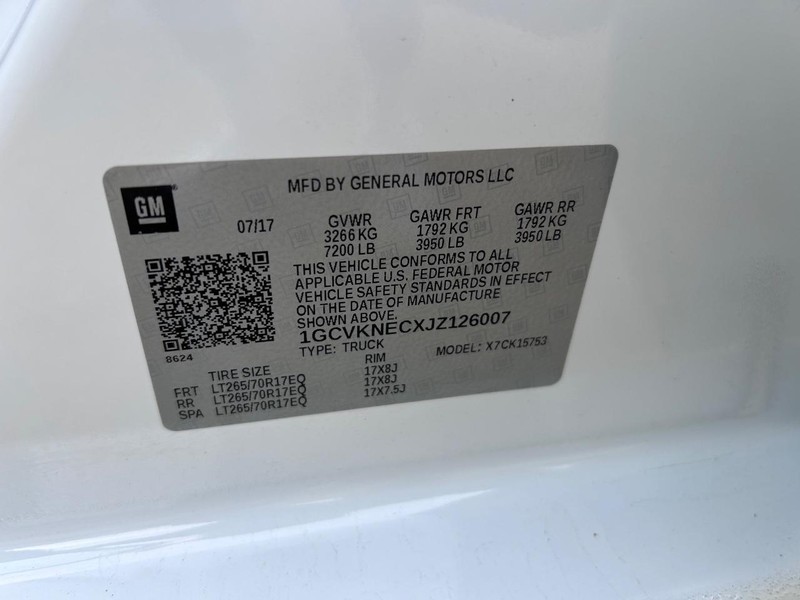 GM
MFD BY GENERAL MOTORS LLC
07/17 GVWR GAWR FRT GAWR RR
3266 KG 1792 KG 1792 KG
7200 LB 3950 LB 3950 LB
THIS VEHICLE CONFORMS TO ALL
APPLICABLE U.S. FEDERAL MOTOR
VEHICLE SAFETY STANDARDS IN EFFECT
ON THE DATE OF MANUFACTURE
SHOWN ABOVE.
1GCVKNECXJZ126007
8624
TYPE: TRUCK MODEL: X7CK15753
TIRE SIZE RIM
FRT LT265/70R17EQ 17X8J
RR LT265/70R17EQ 17X8J
SPA LT265/70R17EQ 17X7.5J